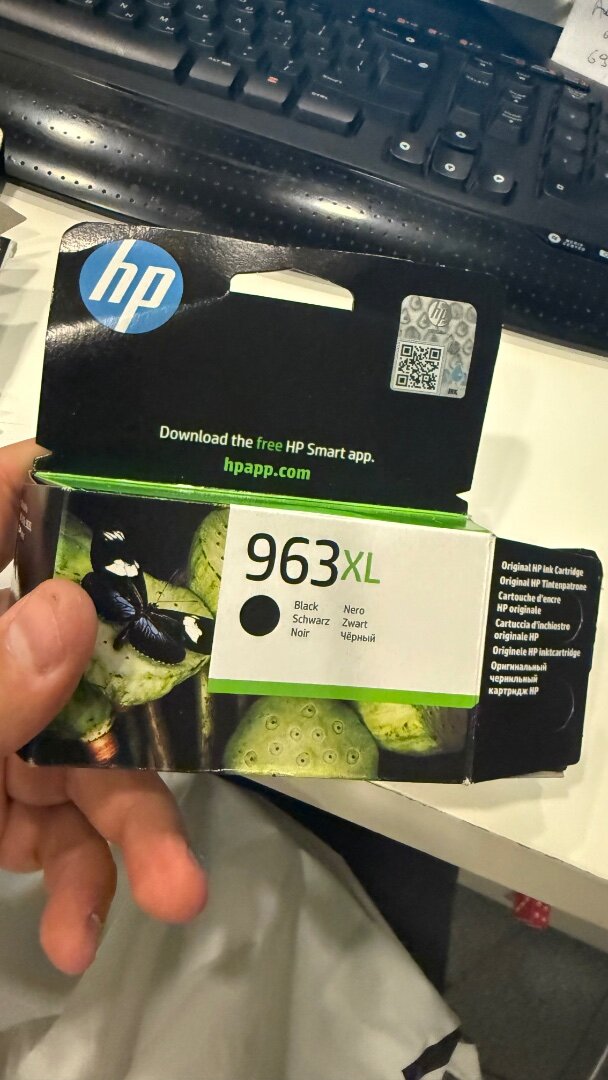 hp
Download the free HP Smart app.
hpapp.com
963XL
Black Nero
Schwarz Zwart
Noir Чёрный
Original HP Ink Cartridge
Original HP Tintenpatrone
Cartouche d'encre
HP originale
Cartuccia d'inchiostro
originale HP
Originele HP inktcartridge
Оригинальный
чернильный
картридж HP